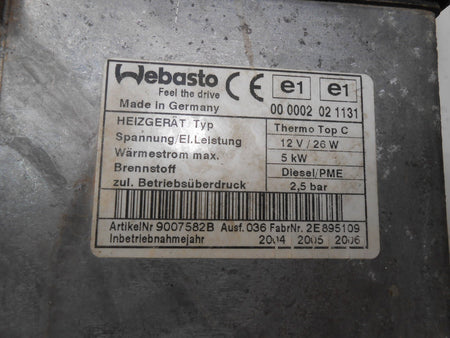 Webasto CE e1 e1
Feel the drive
Made in Germany 00 0002 02 1131
HEIZGERÄT: Typ Thermo Top C
Spannung/El.Leistung 12 V / 26 W
Wärmestrom max. 5 kW
Brennstoff Diesel/PME
zul. Betriebsüberdruck 2,5 bar
ArtikelNr 9007582B Ausf. 036 FabrNr. 2E895109
Inbetriebnahmejahr 2004 2005 2006